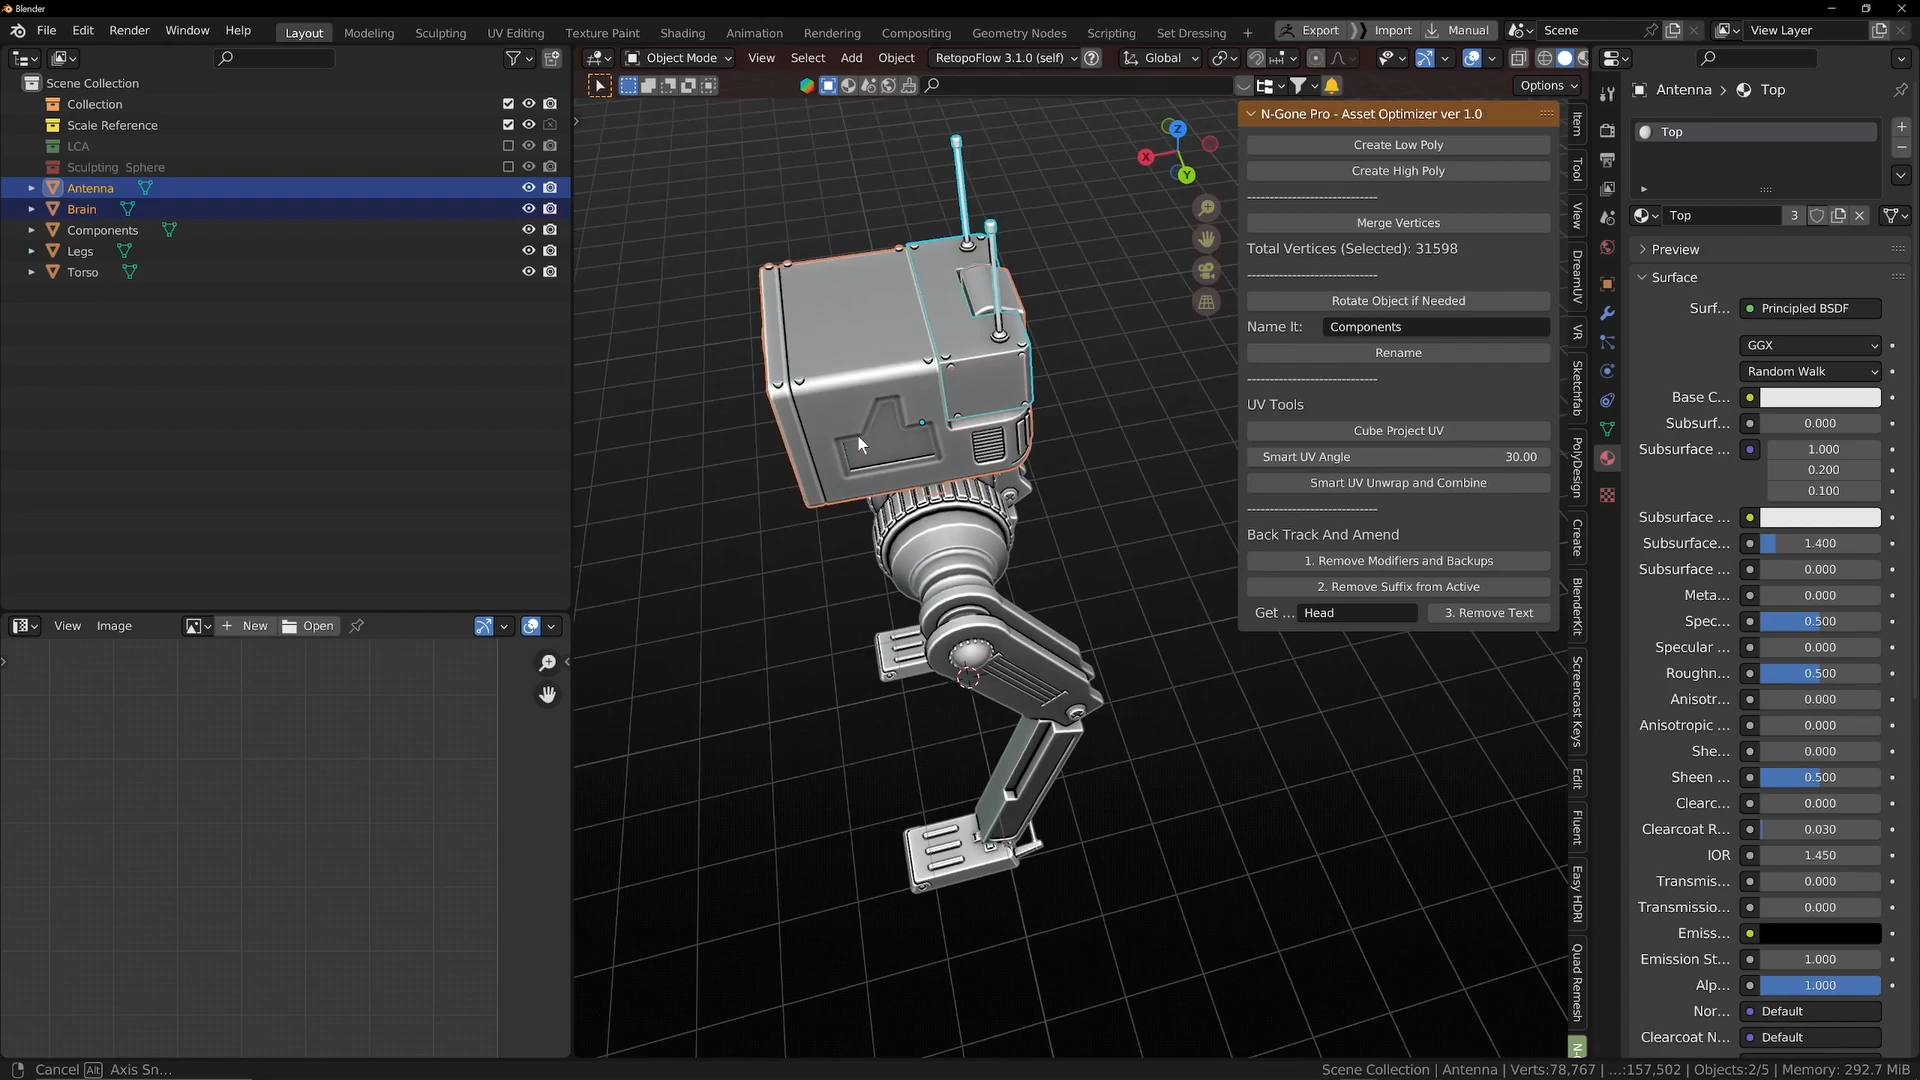 Blender
File Edit Render Window Help Layout Modeling Sculpting UV Editing Texture Paint Shading Animation Rendering Compositing Geometry Nodes Scripting Set Dressing + Export Import Manual Scene View Layer
Object Mode View Select Add Object RetopoFlow 3.1.0 (self) Global
Options
Scene Collection
Collection
Scale Reference
LCA
Sculpting Sphere
Antenna
Brain
Components
Legs
Torso
View Image New Open
N-Gone Pro - Asset Optimizer ver 1.0
Create Low Poly
Create High Poly
----------------------------
Merge Vertices
Total Vertices (Selected): 31598
----------------------------
Rotate Object if Needed
Name It: Components
Rename
----------------------------
UV Tools
Cube Project UV
Smart UV Angle 30.00
Smart UV Unwrap and Combine
----------------------------
Back Track And Amend
1. Remove Modifiers and Backups
2. Remove Suffix from Active
Get ... Head 3. Remove Text
X
Y
Z
Item
Tool
View
DreamUV
VR
Sketchfab
PolyDesign
Create
BlenderKit
Screencast Keys
Edit
Fluent
Easy HDRI
Quad Remesh
Antenna > Top
Top
Top 3
Preview
Surface
Surf... Principled BSDF
GGX
Random Walk
Base C...
Subsurf... 0.000
Subsurface ... 1.000
0.200
0.100
Subsurface ...
Subsurface... 1.400
Subsurface ... 0.000
Meta... 0.000
Spec... 0.500
Specular ... 0.000
Roughn... 0.500
Anisotr... 0.000
Anisotropic ... 0.000
She... 0.000
Sheen ... 0.500
Clearc... 0.000
Clearcoat R... 0.030
IOR 1.450
Transmis... 0.000
Transmissio... 0.000
Emiss...
Emission St... 1.000
Alp... 1.000
Nor... Default
Clearcoat N... Default
Cancel Alt Axis Sn...
Scene Collection | Antenna | Verts:78,767 | ...:157,502 | Objects:2/5 | Memory: 292.7 MiB